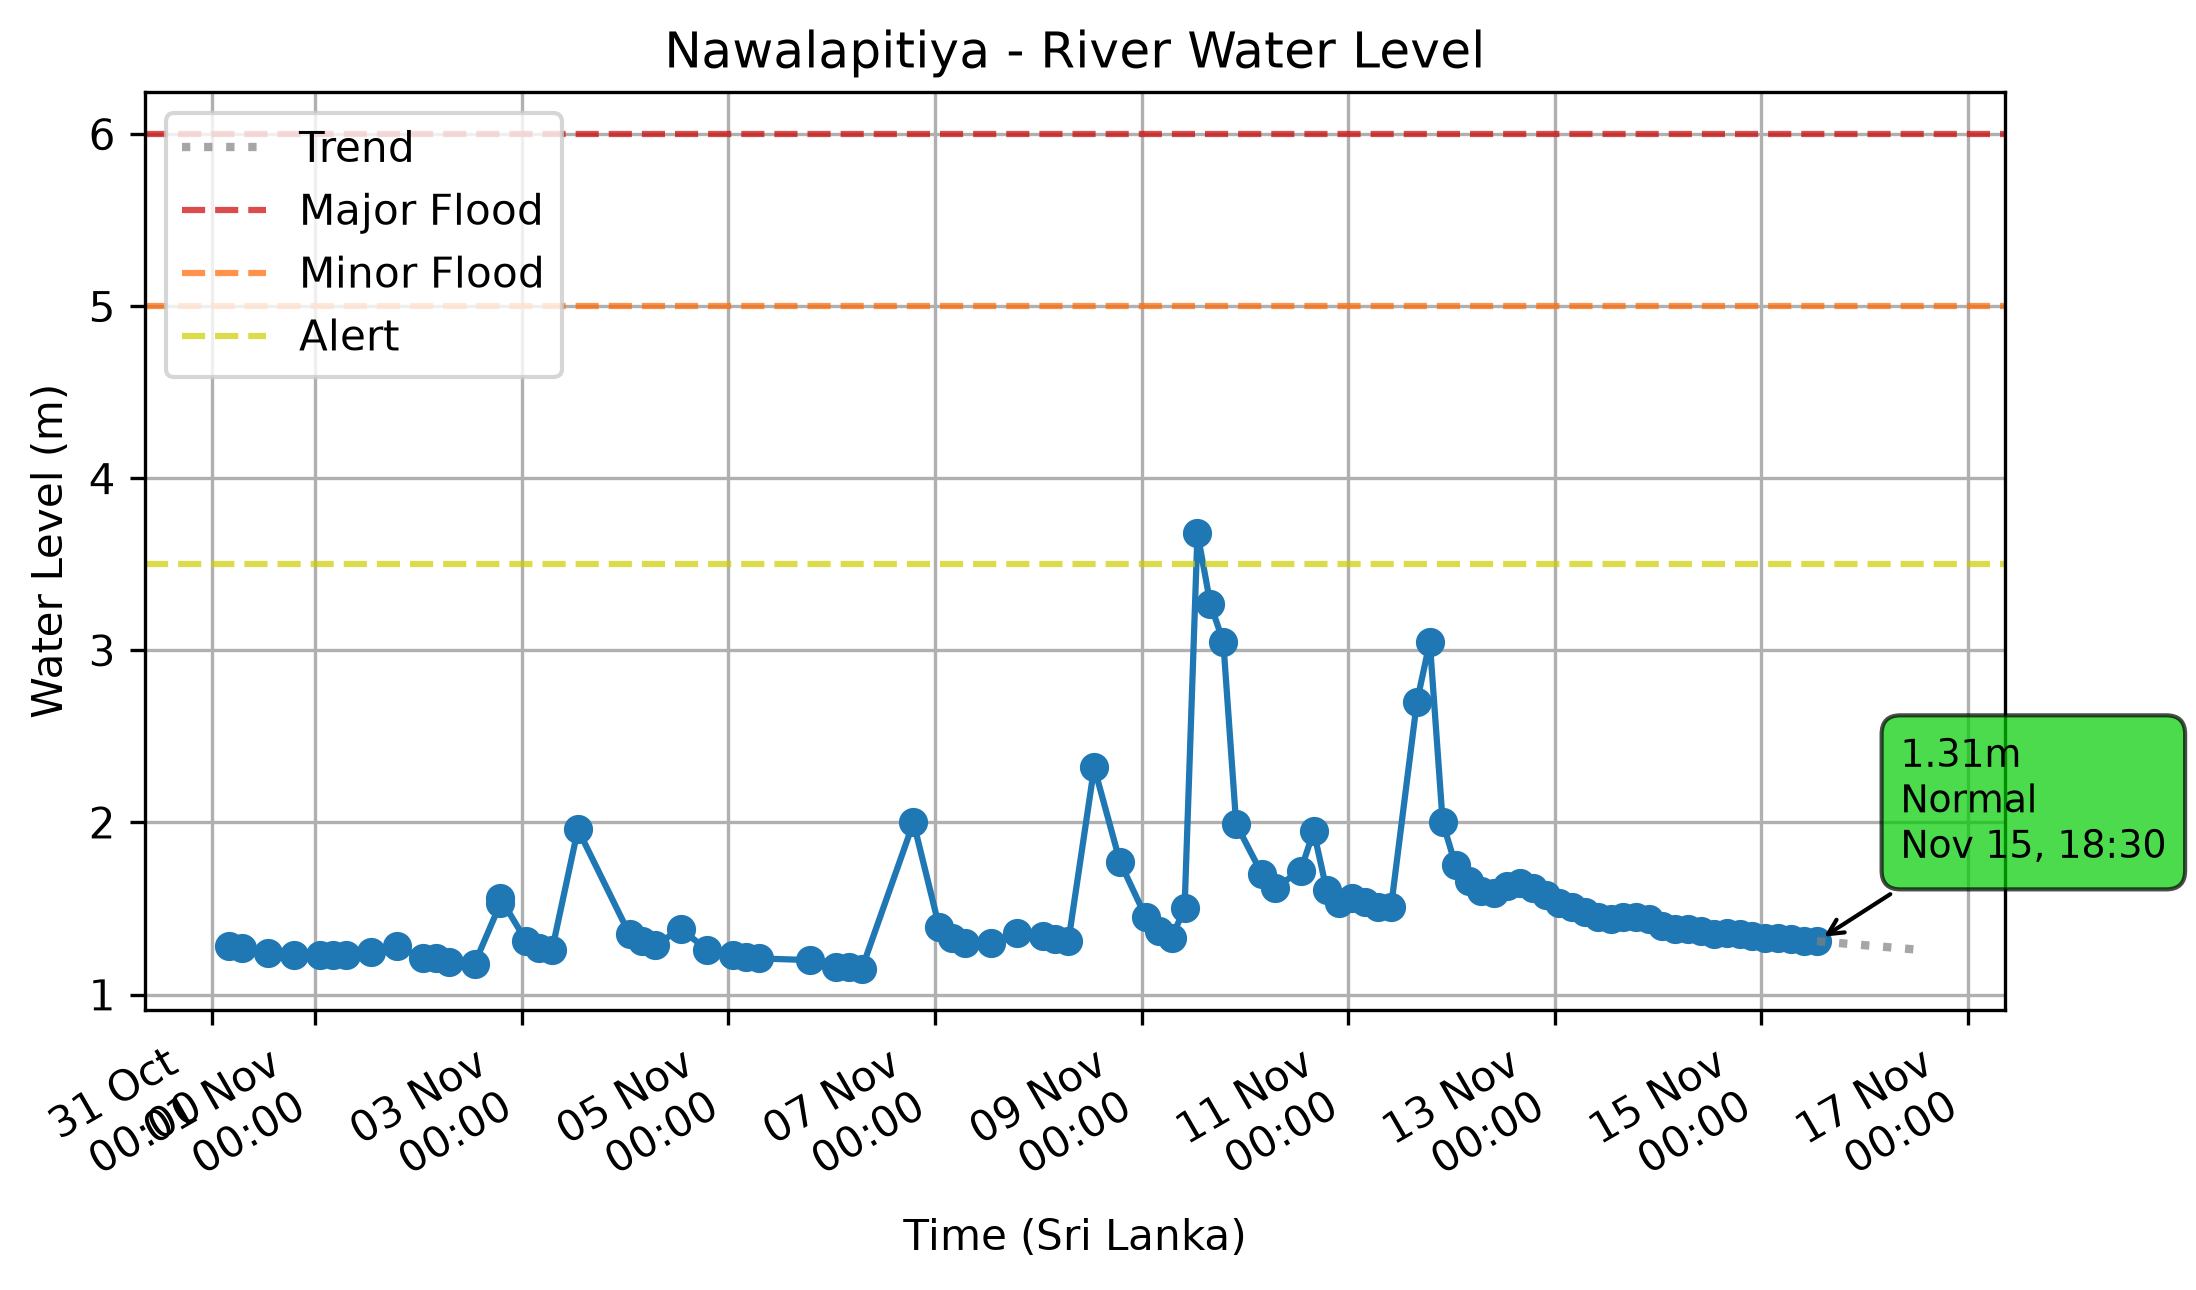 Nawalapitiya - River Water Level
Trend
Major Flood
Minor Flood
Alert
Water Level (m)
6
5
4
3
2
1
1.31m
Normal
Nov 15, 18:30
31 Oct
00:00
01 Nov
00:00
03 Nov
00:00
05 Nov
00:00
07 Nov
00:00
09 Nov
00:00
11 Nov
00:00
13 Nov
00:00
15 Nov
00:00
17 Nov
00:00
Time (Sri Lanka)